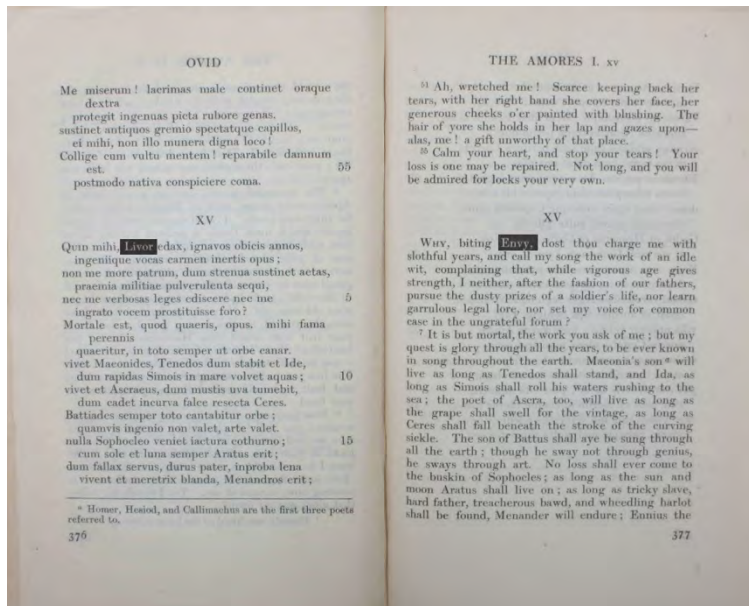 OVID
Me miserum ! lacrimas male continet oraque
dextra
protegit ingenuas picta rubore genas.
sustinet antiquos gremio spectatque capillos,
ei mihi, non illo munera digna loco !
Collige cum vultu mentem ! reparabile damnum
est. 55
postmodo nativa conspiciere coma.
XV
Quid mihi, Livor edax, ignavos obicis annos,
ingeniique vocas carmen inertis opus ;
non me more patrum, dum strenua sustinet aetas,
praemia militiae pulverulenta sequi,
nec me verbosas leges ediscere nec me 5
ingrato vocem prostituisse foro ?
Mortale est, quod quaeris, opus. mihi fama
perennis
quaeritur, in toto semper ut orbe canar.
vivet Maeonides, Tenedos dum stabit et Ide,
dum rapidas Simois in mare volvet aquas ; 10
vivet et Ascraeus, dum mustis uva tumebit,
dum cadet incurva falce resecta Ceres.
Battiades semper toto cantabitur orbe ;
quamvis ingenio non valet, arte valet.
nulla Sophocleo veniet iactura cothurno ; 15
cum sole et luna semper Aratus erit ;
dum fallax servus, durus pater, inproba lena
vivent et meretrix blanda, Menandros erit ;
ᵃ Homer, Hesiod, and Callimachus are the first three poets
referred to.
376
THE AMORES I. xv
51 Ah, wretched me ! Scarce keeping back her
tears, with her right hand she covers her face, her
generous cheeks o'er painted with blushing. The
hair of yore she holds in her lap and gazes upon—
alas, me ! a gift unworthy of that place.
55 Calm your heart, and stop your tears ! Your
loss is one may be repaired. Not long, and you will
be admired for locks your very own.
XV
Why, biting Envy, dost thou charge me with
slothful years, and call my song the work of an idle
wit, complaining that, while vigorous age gives
strength, I neither, after the fashion of our fathers,
pursue the dusty prizes of a soldier's life, nor learn
garrulous legal lore, nor set my voice for common
case in the ungrateful forum ?
7 It is but mortal, the work you ask of me ; but my
quest is glory through all the years, to be ever known
in song throughout the earth. Maeonia's son ᵃ will
live as long as Tenedos shall stand, and Ida, as
long as Simois shall roll his waters rushing to the
sea ; the poet of Ascra, too, will live as long as
the grape shall swell for the vintage, as long as
Ceres shall fall beneath the stroke of the curving
sickle. The son of Battus shall aye be sung through
all the earth ; though he sway not through genius,
he sways through art. No loss shall ever come to
the buskin of Sophocles ; as long as the sun and
moon Aratus shall live on ; as long as tricky slave,
hard father, treacherous bawd, and wheedling harlot
shall be found, Menander will endure ; Ennius the
377